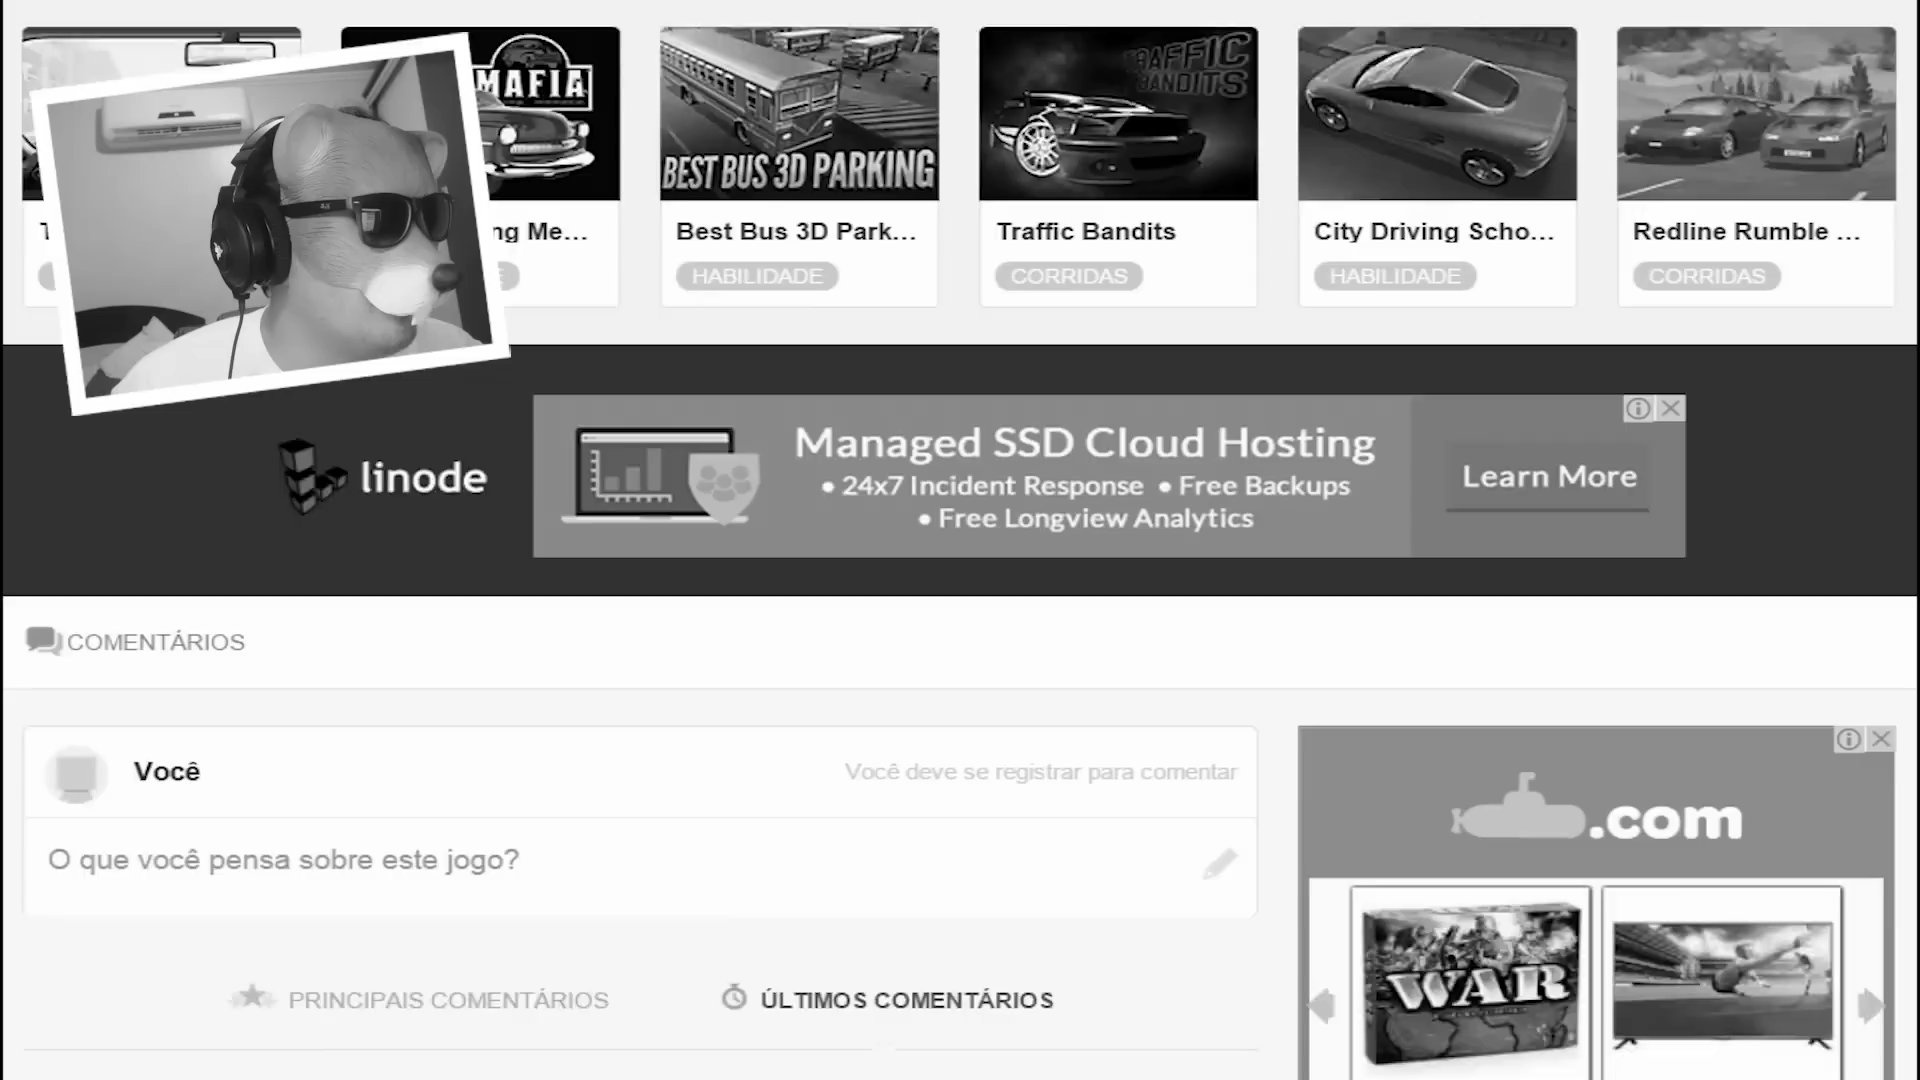 MAFIA
BEST BUS 3D PARKING
TRAFFIC
BANDITS
ng Me...
Best Bus 3D Park...
Traffic Bandits
City Driving Scho...
Redline Rumble ...
HABILIDADE
CORRIDAS
HABILIDADE
CORRIDAS
linode
Managed SSD Cloud Hosting
• 24x7 Incident Response • Free Backups
• Free Longview Analytics
Learn More
COMENTÁRIOS
Você
Você deve se registrar para comentar
O que você pensa sobre este jogo?
.com
PRINCIPAIS COMENTÁRIOS
ÚLTIMOS COMENTÁRIOS
WAR